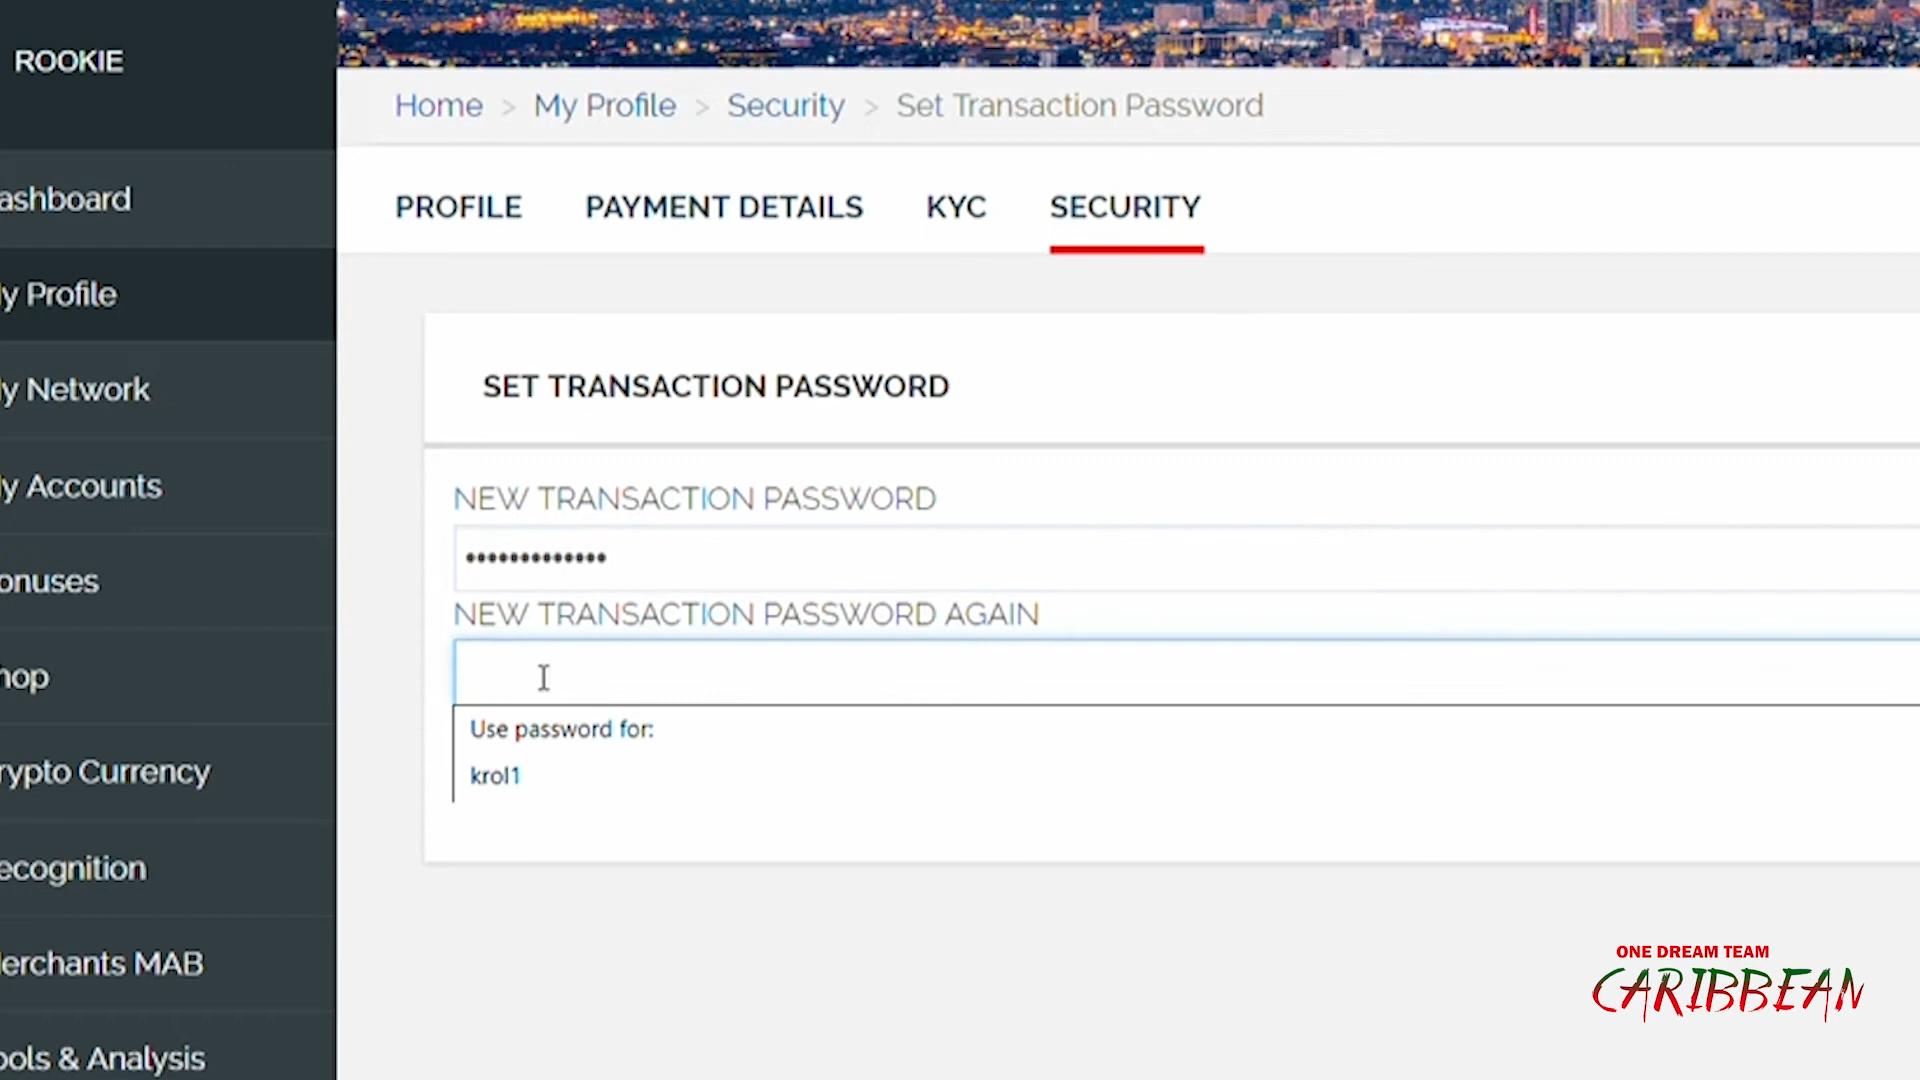 ROOKIE
ashboard
y Profile
y Network
y Accounts
onuses
hop
rypto Currency
ecognition
erchants MAB
ools & Analysis
Home > My Profile > Security > Set Transaction Password
PROFILE PAYMENT DETAILS KYC SECURITY
SET TRANSACTION PASSWORD
NEW TRANSACTION PASSWORD
•••••••••••••
NEW TRANSACTION PASSWORD AGAIN
Use password for:
krol1
ONE DREAM TEAM
CARIBBEAN